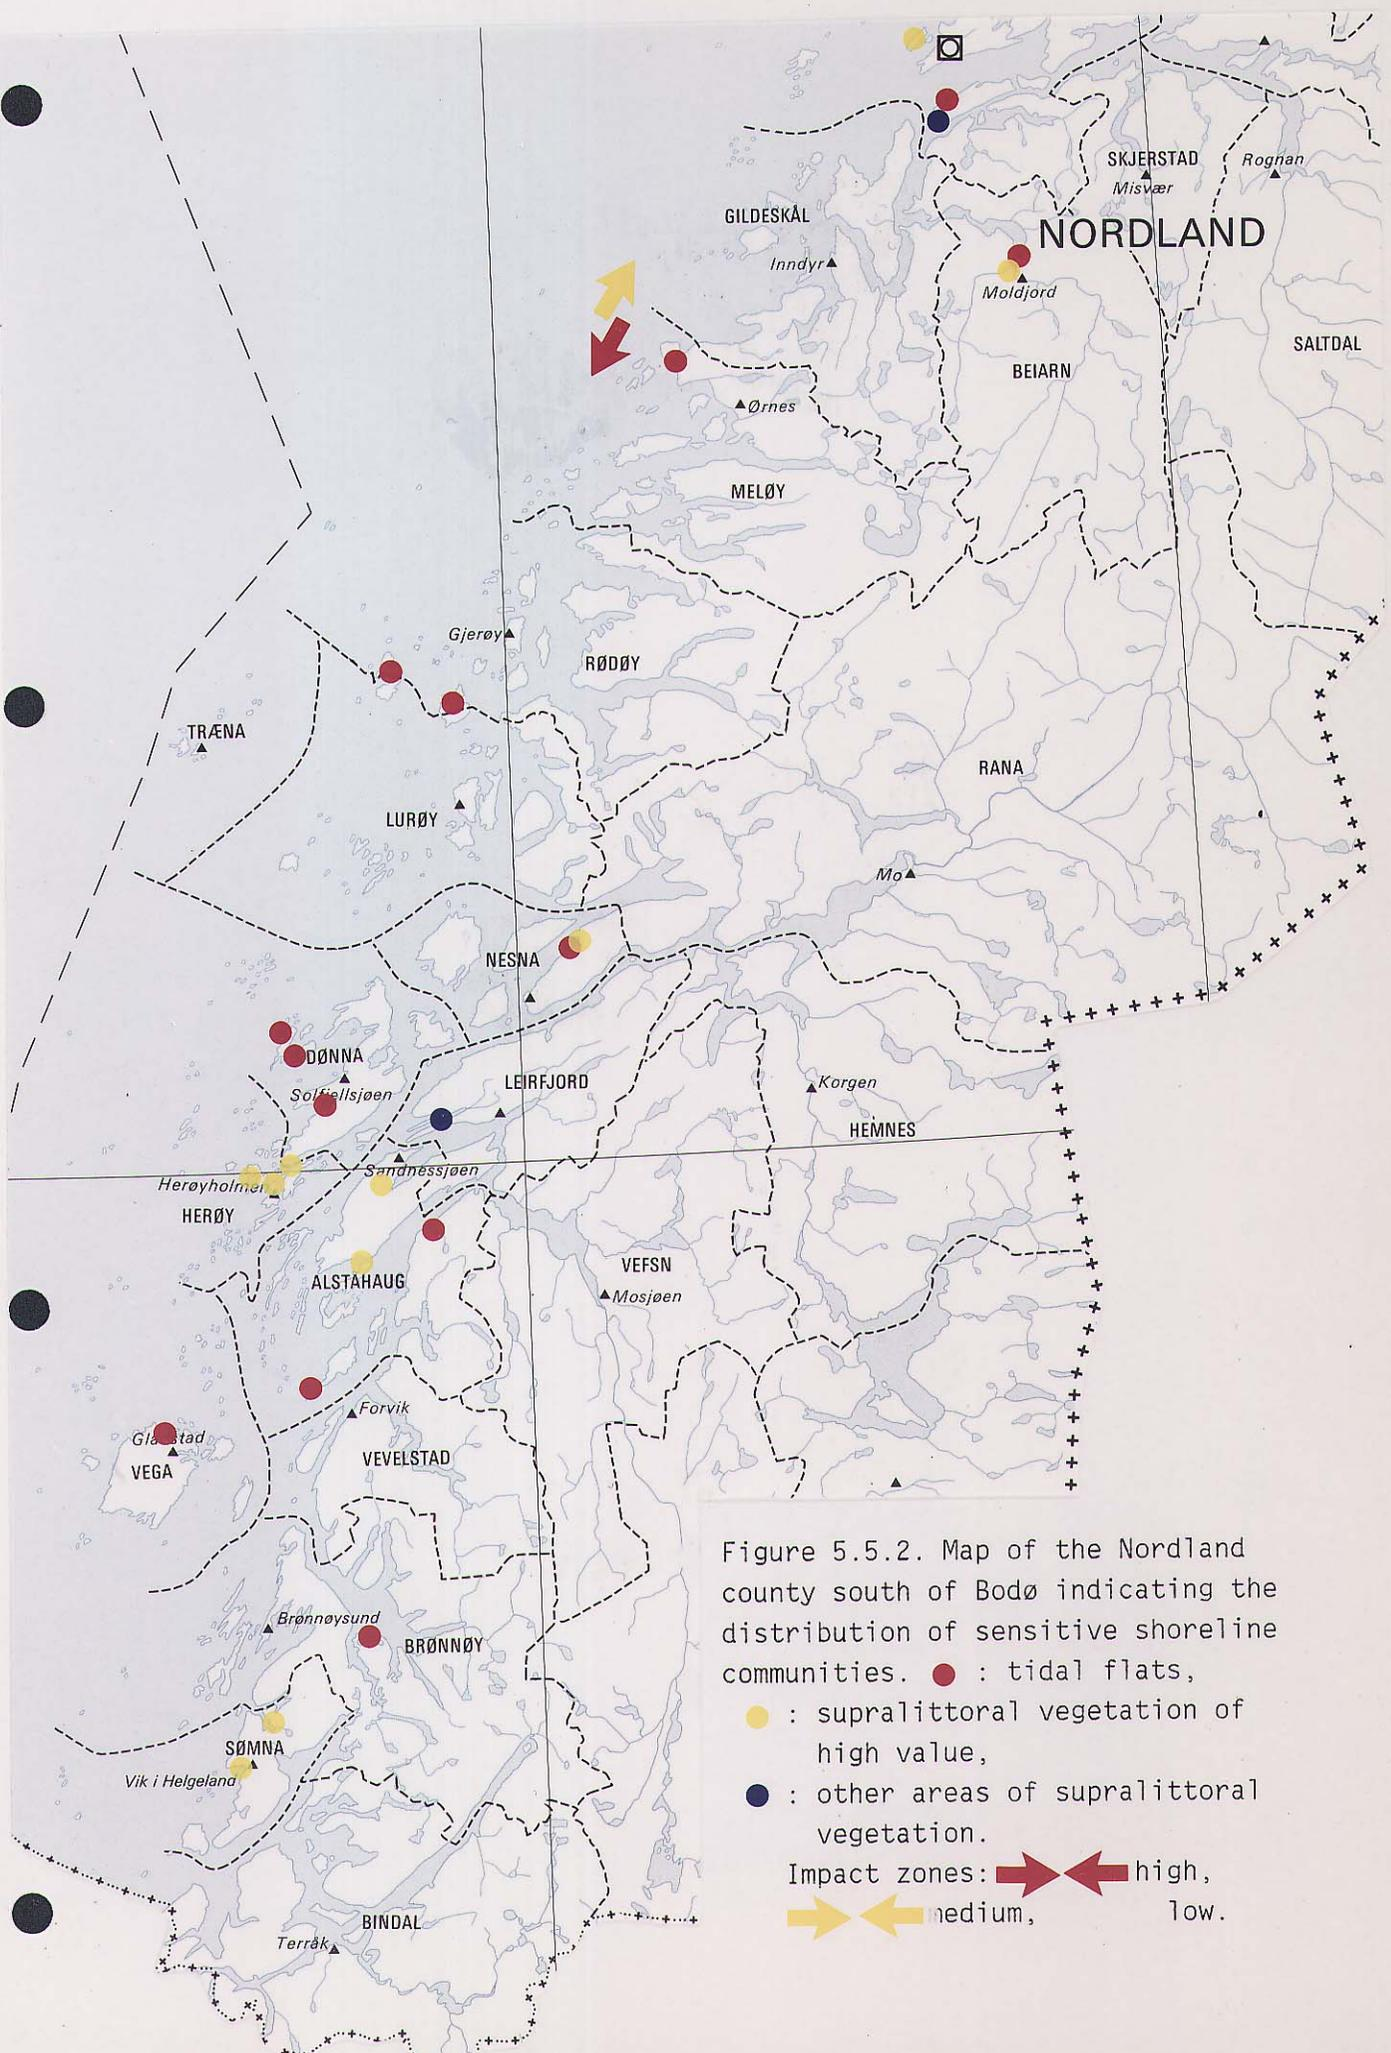 SKJERSTAD
Misvær
Rognan
GILDESKÅL
NORDLAND
Inndyr
Moldjord
SALTDAL
BEIARN
Ørnes
MELØY
Gjerøy
RØDØY
TRÆNA
RANA
LURØY
Mo
NESNA
DØNNA
Solfjellsjøen
LEIRFJORD
Korgen
HEMNES
Sandnessjøen
Herøyholmen
HERØY
ALSTAHAUG
VEFSN
Mosjøen
Forvik
VEVELSTAD
VEGA
Brønnøysund
BRØNNØY
SØMNA
Vik i Helgeland
BINDAL
Terråk
Figure 5.5.2. Map of the Nordland
county south of Bodø indicating the
distribution of sensitive shoreline
communities. : tidal flats,
: supralittoral vegetation of
high value,
: other areas of supralittoral
vegetation.
Impact zones: high,
medium, low.